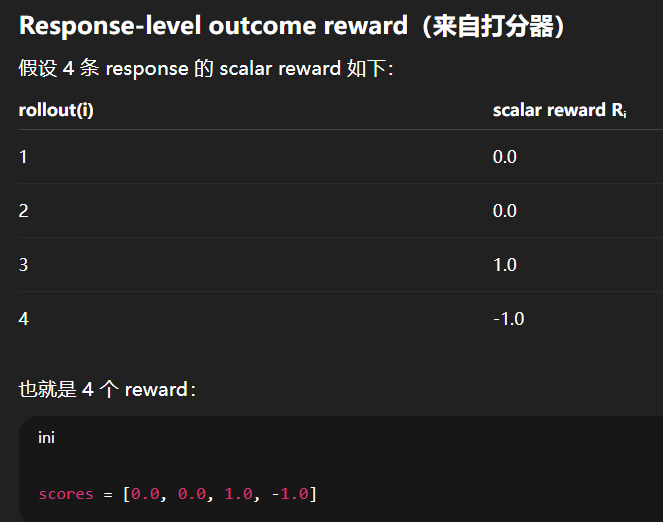 Response-level outcome reward（来自打分器）
假设 4 条 response 的 scalar reward 如下：
rollout(i) scalar reward Rᵢ
1 0.0
2 0.0
3 1.0
4 -1.0
也就是 4 个 reward：
ini
scores = [0.0, 0.0, 1.0, -1.0]